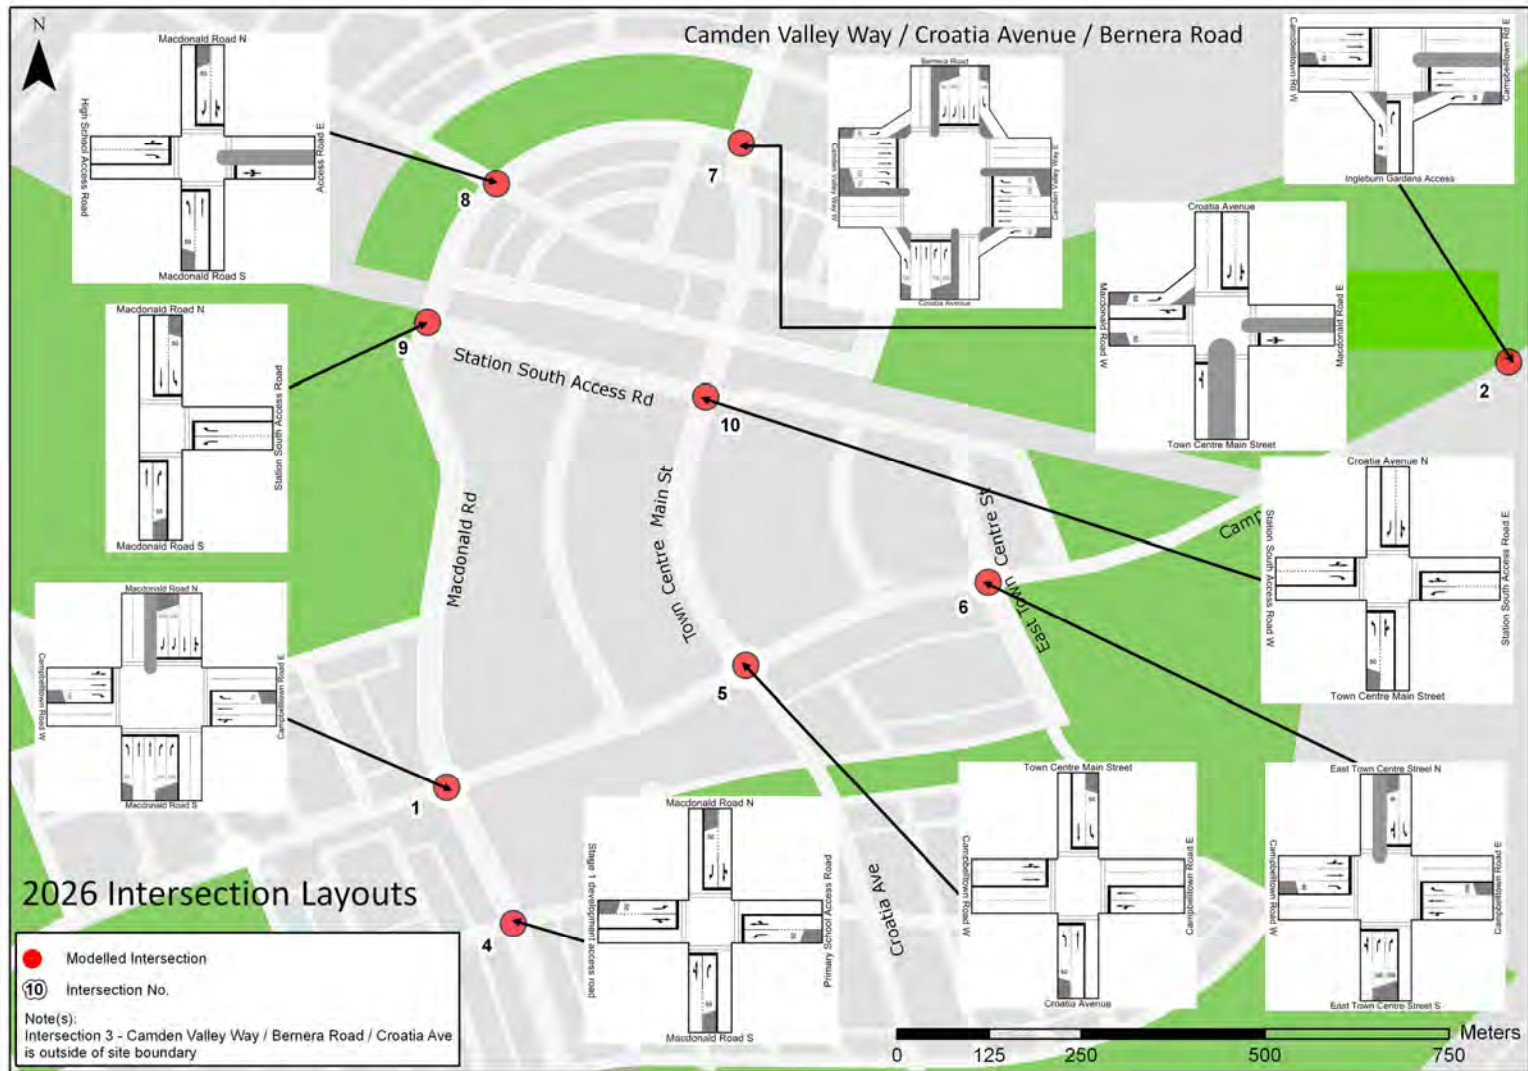 N
Camden Valley Way / Croatia Avenue / Bernera Road
Macdonald Road N
High School Access Road
Access Road E
Macdonald Road S
Bernera Road
Camden Valley Way W
Camden Valley Way E
Croatia Avenue
Campbelltown Rd W
Campbelltown Rd E
Ingleburn Gardens Access
Croatia Avenue
Macdonald Road W
Macdonald Road E
Town Centre Main Street
7
8
9
2
10
6
5
1
4
Macdonald Road N
Station South Access Road
Macdonald Road S
Station South Access Rd
Macdonald Rd
Town Centre Main St
East Town Centre St
East Town Centre St
Camp
Croatia Ave
Croatia Avenue N
Station South Access Road W
Station South Access Road E
Town Centre Main Street
Macdonald Road N
Campbelltown Road W
Campbelltown Road E
Macdonald Road S
Macdonald Road N
Stage 1 development access road
Primary School Access Road
Macdonald Road S
Town Centre Main Street
Campbelltown Road W
Campbelltown Road E
Croatia Avenue
East Town Centre Street N
Campbelltown Road W
Campbelltown Road E
East Town Centre Street S
2026 Intersection Layouts
Modelled Intersection
10 Intersection No.
Note(s):
Intersection 3 - Camden Valley Way / Bernera Road / Croatia Ave
is outside of site boundary
Meters
0 125 250 500 750